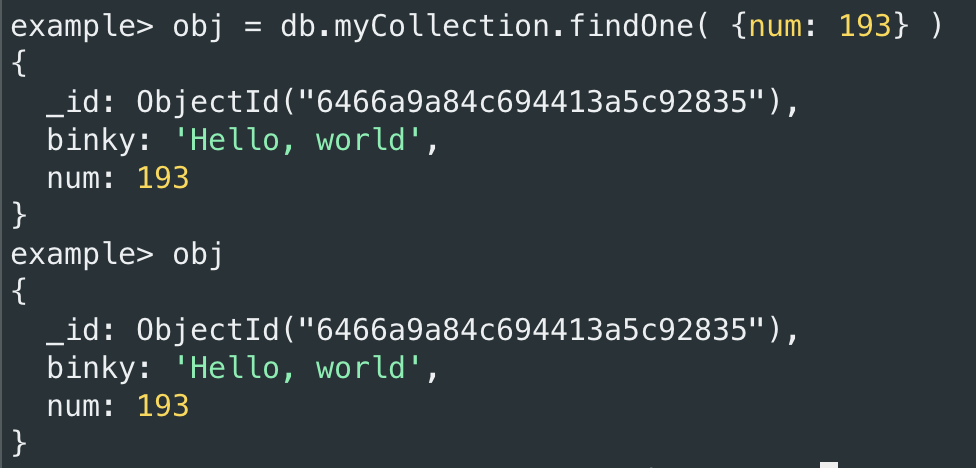 example> obj = db.myCollection.findOne( {num: 193} )
{
  _id: ObjectId("6466a9a84c694413a5c92835"),
  binky: 'Hello, world',
  num: 193
}
example> obj
{
  _id: ObjectId("6466a9a84c694413a5c92835"),
  binky: 'Hello, world',
  num: 193
}